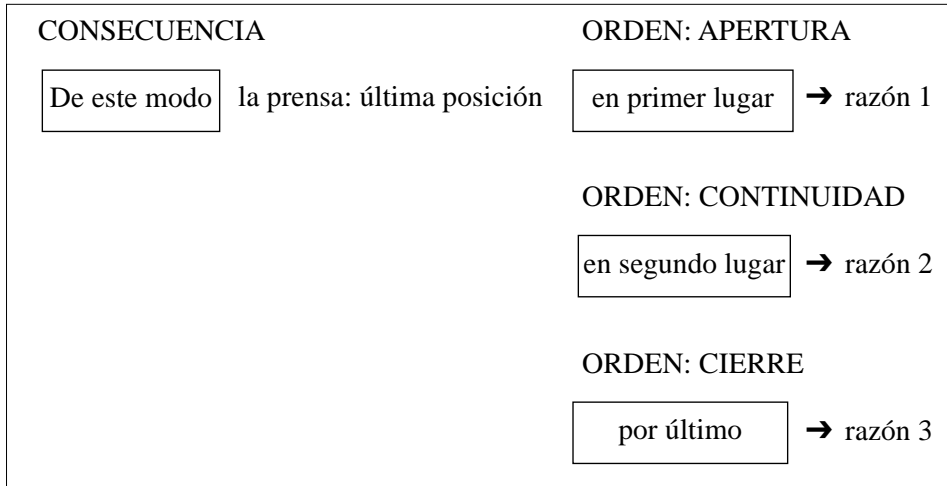 CONSECUENCIA
ORDEN: APERTURA
De este modo la prensa: última posición
en primer lugar ➔ razón 1
ORDEN: CONTINUIDAD
en segundo lugar ➔ razón 2
ORDEN: CIERRE
por último ➔ razón 3